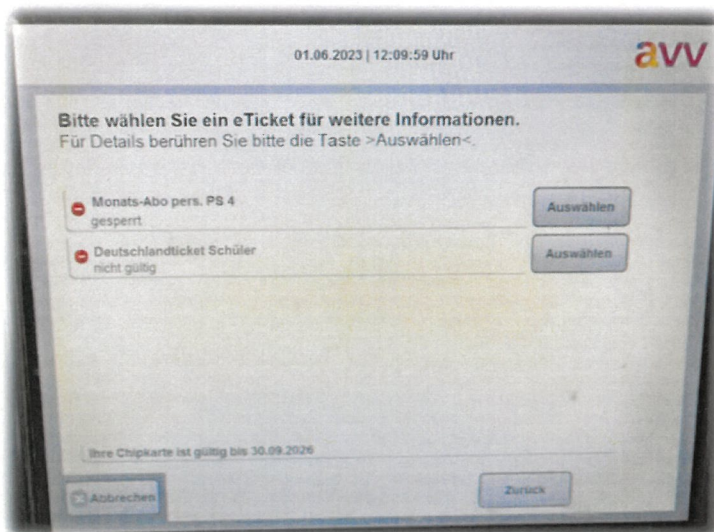 01.06.2023 | 12:09:59 Uhr
avv
Bitte wählen Sie ein eTicket für weitere Informationen.
Für Details berühren Sie bitte die Taste >Auswählen<.
Monats-Abo pers. PS 4
gesperrt
Auswählen
Deutschlandticket Schüler
nicht gültig
Auswählen
Ihre Chipkarte ist gültig bis 30.09.2026
Abbrechen
Zurück